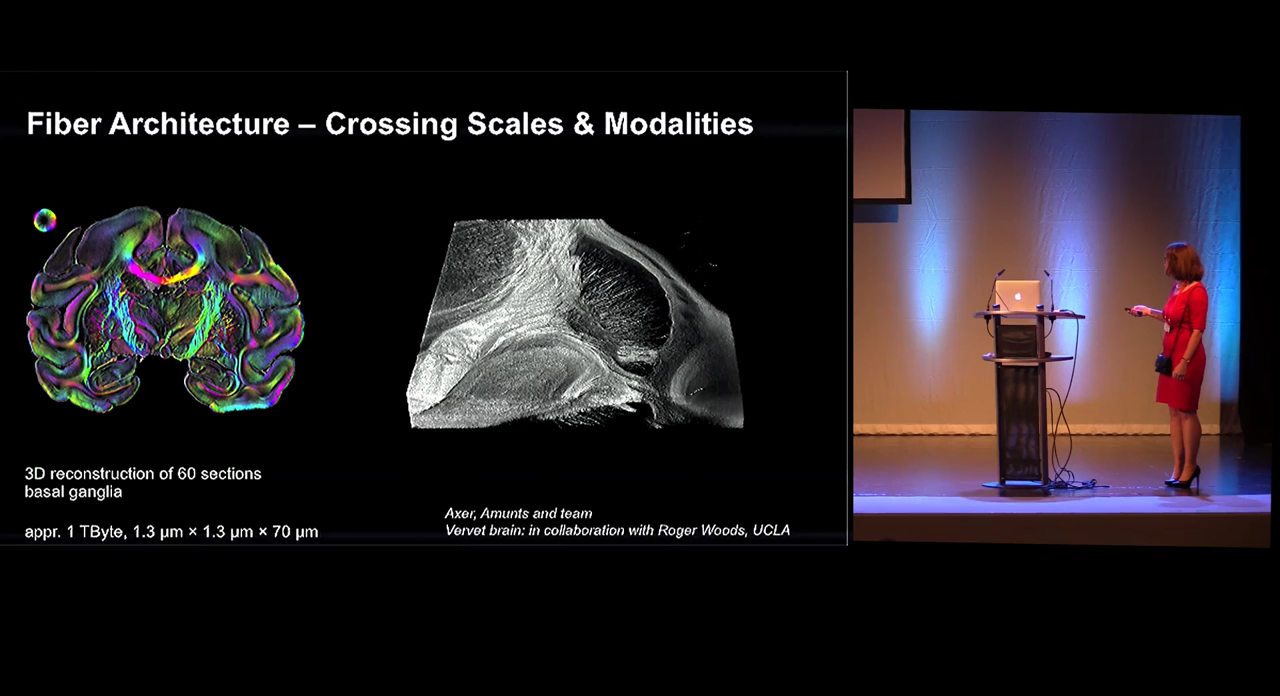 Fiber Architecture – Crossing Scales & Modalities
3D reconstruction of 60 sections
basal ganglia
appr. 1 TByte, 1.3 µm × 1.3 µm × 70 µm
Axer, Amunts and team
Vervet brain: in collaboration with Roger Woods, UCLA